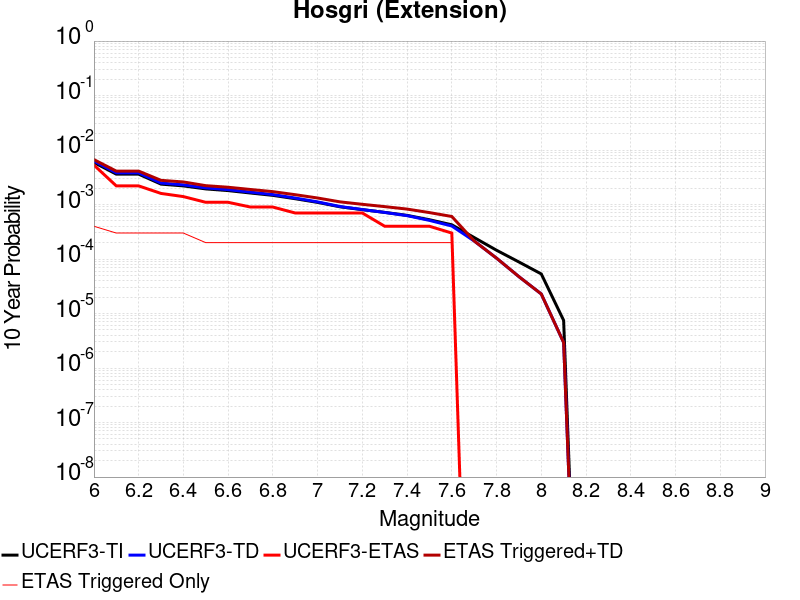 Hosgri (Extension)
10^0
10^-1
10^-2
10^-3
10^-4
10^-5
10^-6
10^-7
10^-8
10 Year Probability
6 6.2 6.4 6.6 6.8 7 7.2 7.4 7.6 7.8 8 8.2 8.4 8.6 8.8 9
Magnitude
UCERF3-TI UCERF3-TD UCERF3-ETAS ETAS Triggered+TD
ETAS Triggered Only